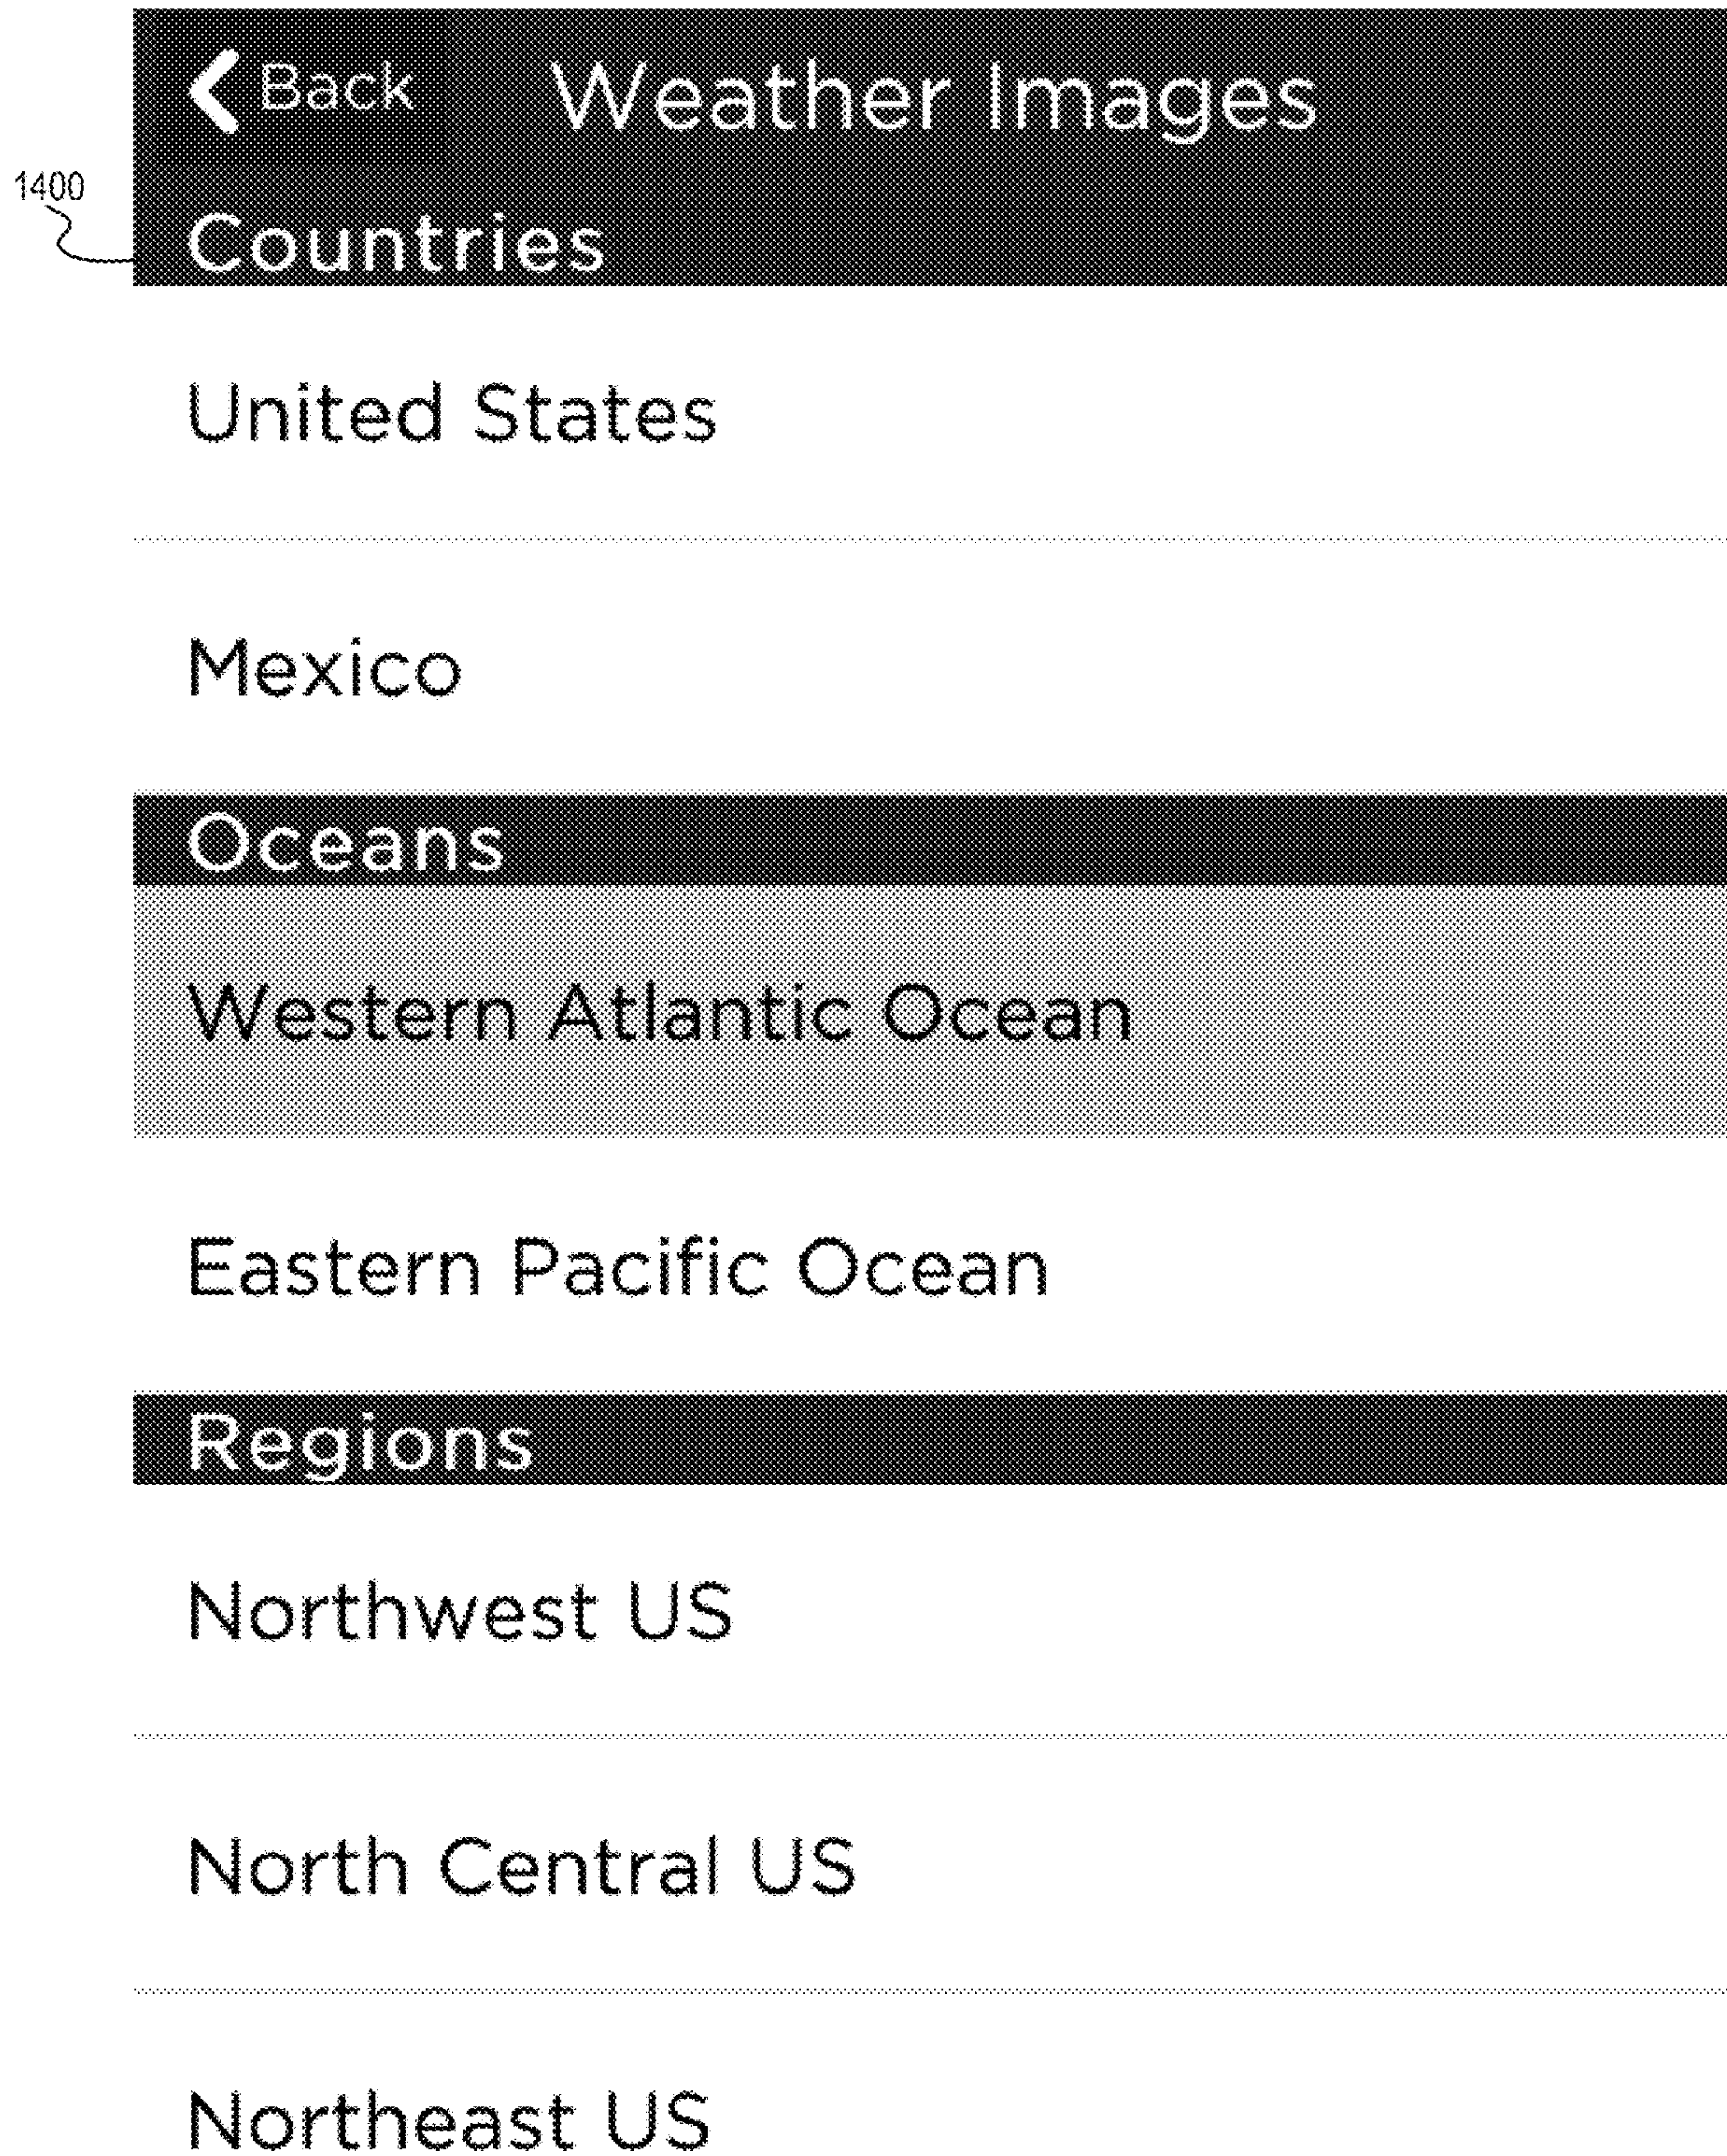 Back Weather Images
1400
Countries
United States
Mexico
Oceans
Western Atlantic Ocean
Eastern Pacific Ocean
Regions
Northwest US
North Central US
Northeast US